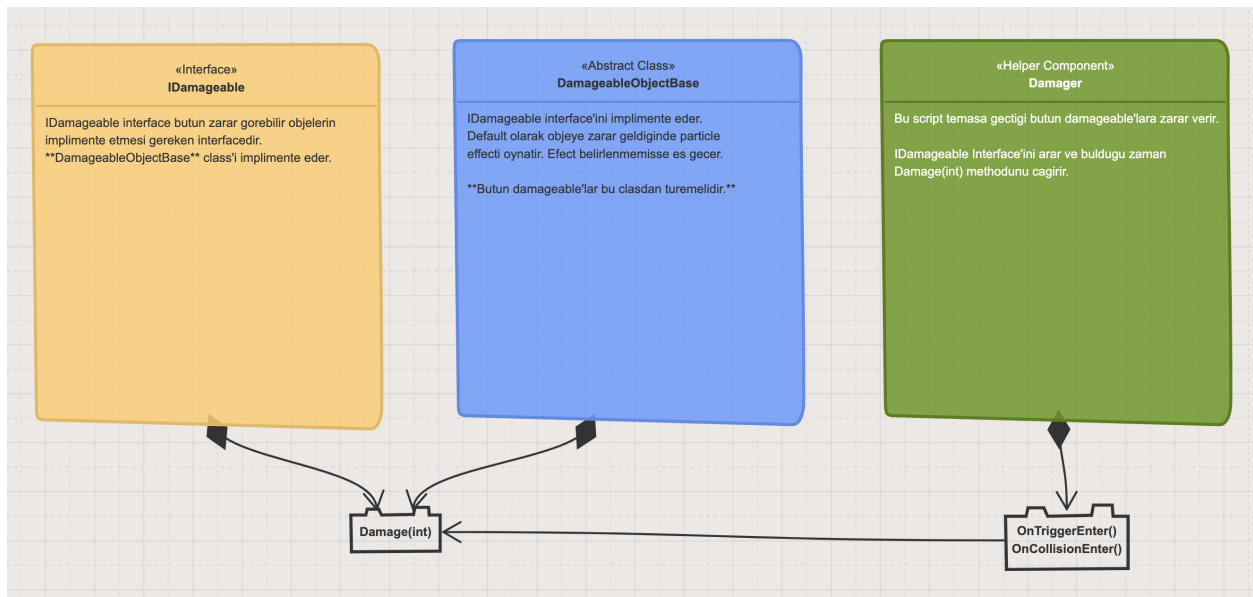 «Interface»
IDamageable
IDamageable interface butun zarar gorebilir objelerin
implimente etmesi gereken interfacedir.
**DamageableObjectBase** class'i implimente eder.
«Abstract Class»
DamageableObjectBase
IDamageable interface'ini implimente eder.
Default olarak objeye zarar geldiginde particle
effecti oynatir. Efect belirlenmemisse es gecer.
**Butun damageable'lar bu clasdan turemelidir.**
«Helper Component»
Damager
Bu script temasa gectigi butun damageable'lara zarar verir.
IDamageable Interface'ini arar ve buldugu zaman
Damage(int) methodunu cagirir.
Damage(int)
OnTriggerEnter()
OnCollisionEnter()